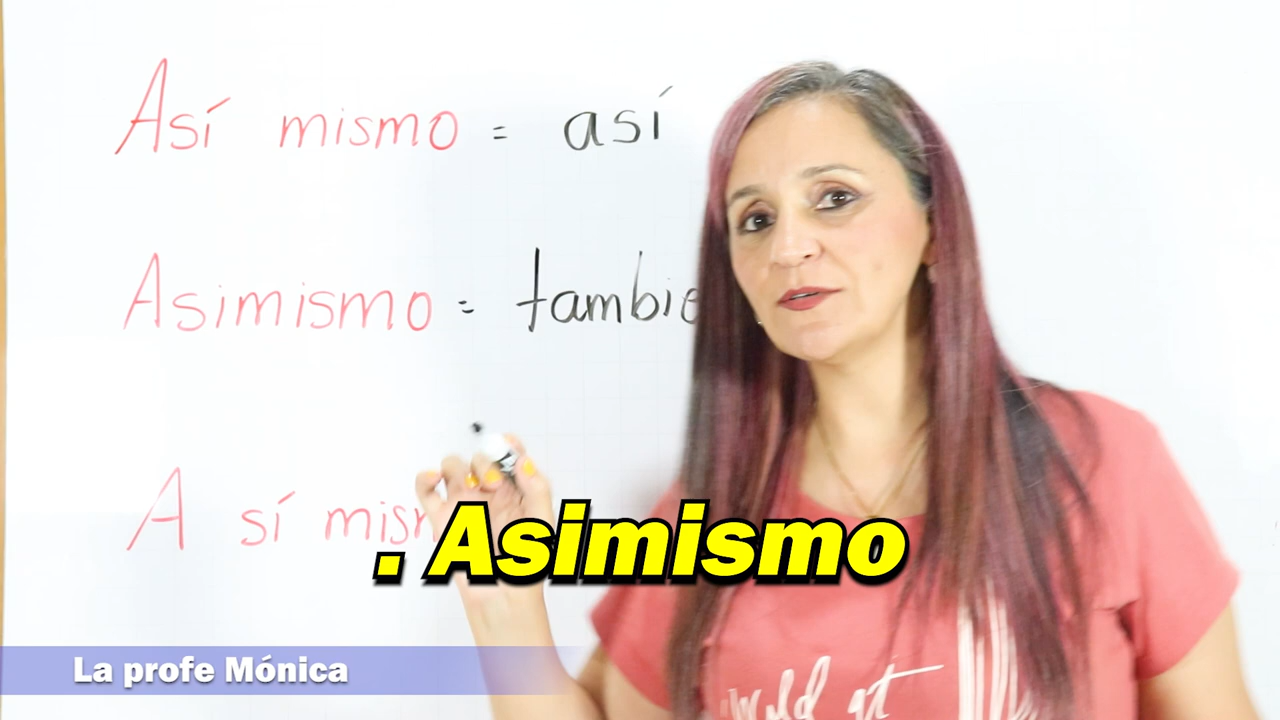 Así mismo = así
Asimismo = tambie
A sí mism
. Asimismo
La profe Mónica